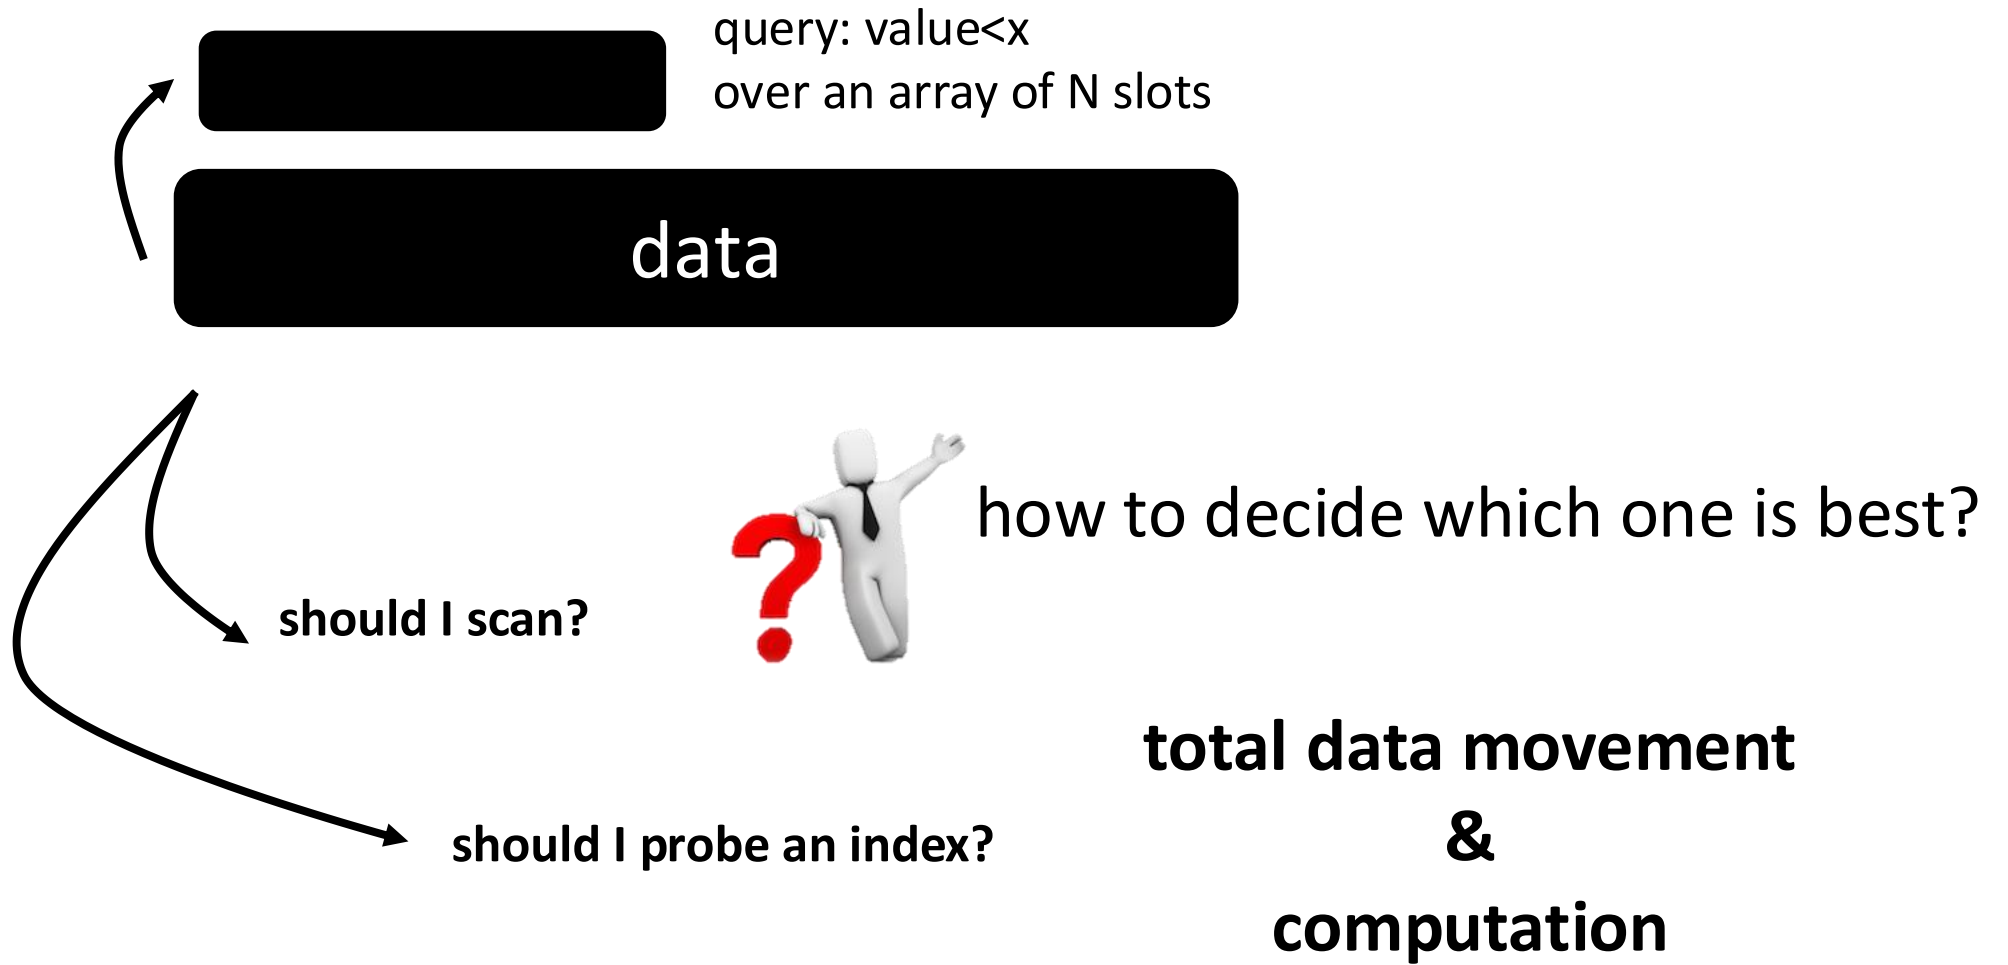 query: value<x
over an array of N slots
data
how to decide which one is best?
should I scan?
should I probe an index?
total data movement
&
computation